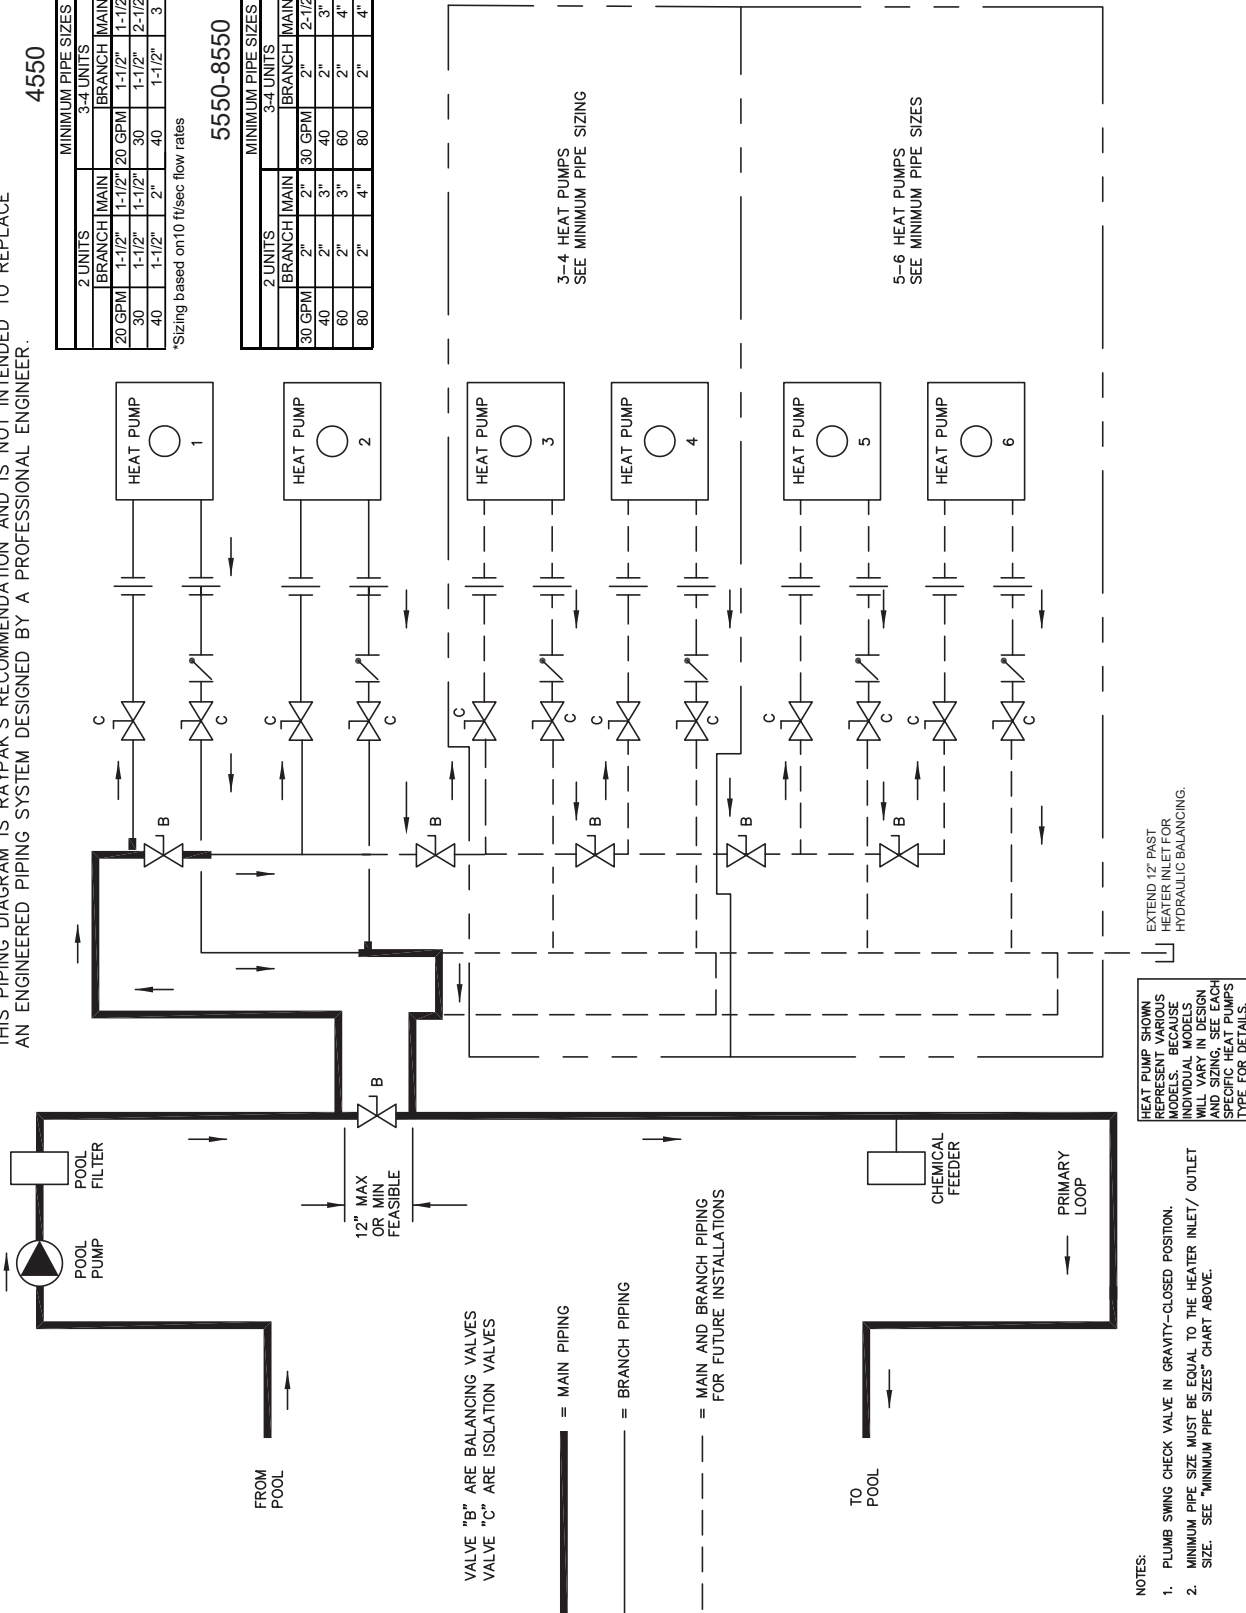 THIS PIPING DIAGRAM IS RAYPAK'S RECOMMENDATION AND IS NOT INTENDED TO REPLACE
AN ENGINEERED PIPING SYSTEM DESIGNED BY A PROFESSIONAL ENGINEER.
4550
MINIMUM PIPE SIZES
2 UNITS 3-4 UNITS
BRANCH MAIN BRANCH MAIN
20 GPM 1-1/2" 1-1/2" 20 GPM 1-1/2" 1-1/2
30 1-1/2" 1-1/2" 30 1-1/2" 2-1/2
40 1-1/2" 2" 40 1-1/2" 3
*Sizing based on10 ft/sec flow rates
5550-8550
MINIMUM PIPE SIZES
2 UNITS 3-4 UNITS
BRANCH MAIN BRANCH MAIN
30 GPM 2" 2" 30 GPM 2" 2-1/2
40 2" 3" 40 2" 3"
60 2" 3" 60 2" 4"
80 2" 4" 80 2" 4"
POOL
PUMP
POOL
FILTER
12" MAX
OR MIN
FEASIBLE
B
B
B
B
B
B
C
C
C
C
C
C
C
C
C
C
C
C
HEAT PUMP
1
HEAT PUMP
2
HEAT PUMP
3
HEAT PUMP
4
HEAT PUMP
5
HEAT PUMP
6
3-4 HEAT PUMPS
SEE MINIMUM PIPE SIZING
5-6 HEAT PUMPS
SEE MINIMUM PIPE SIZES
FROM
POOL
VALVE "B" ARE BALANCING VALVES
VALVE "C" ARE ISOLATION VALVES
= MAIN PIPING
= BRANCH PIPING
= MAIN AND BRANCH PIPING
FOR FUTURE INSTALLATIONS
TO
POOL
CHEMICAL
FEEDER
PRIMARY
LOOP
EXTEND 12" PAST
HEATER INLET FOR
HYDRAULIC BALANCING.
HEAT PUMP SHOWN
REPRESENT VARIOUS
MODELS. BECAUSE
INDIVIDUAL MODELS
WILL VARY IN DESIGN
AND SIZING, SEE EACH
SPECIFIC HEAT PUMPS
TYPE FOR DETAILS.
NOTES:
1. PLUMB SWING CHECK VALVE IN GRAVITY-CLOSED POSITION.
2. MINIMUM PIPE SIZE MUST BE EQUAL TO THE HEATER INLET/ OUTLET
SIZE. SEE "MINIMUM PIPE SIZES" CHART ABOVE.